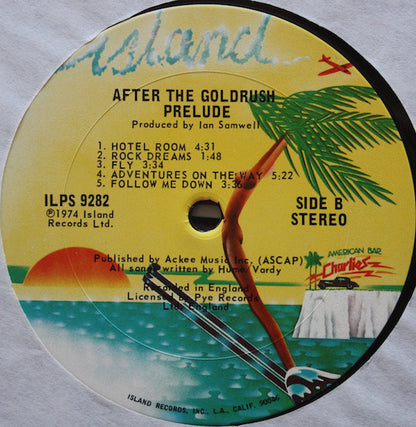 island
AFTER THE GOLDRUSH
PRELUDE
Produced by Ian Samwell
1. HOTEL ROOM 4:31
2. ROCK DREAMS 1:48
3. FLY 3:34
4. ADVENTURES ON THE WAY 5:22
5. FOLLOW ME DOWN 3:36
ILPS 9282
Ⓟ1974 Island
Records Ltd.
SIDE B
STEREO
Published by Ackee Music Inc. (ASCAP)
All songs written by Hume, Vardy
Recorded in England
Licensed by Pye Records
Ltd. England
AMERICAN BAR
Charlies
ISLAND RECORDS, INC., L.A., CALIF. 90046